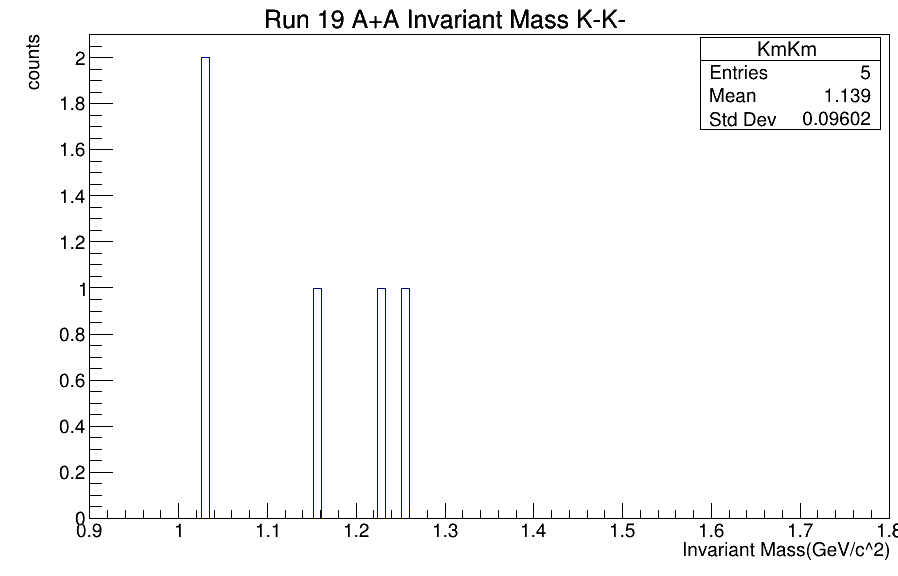 Run 19 A+A Invariant Mass K-K-
counts
KmKm
Entries 5
Mean 1.139
Std Dev 0.09602
2
1.8
1.6
1.4
1.2
1
0.8
0.6
0.4
0.2
0
0.9 1 1.1 1.2 1.3 1.4 1.5 1.6 1.7 1.8
Invariant Mass(GeV/c^2)